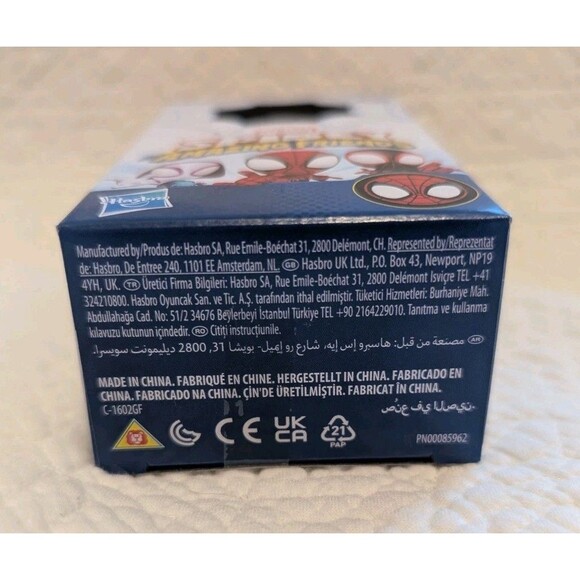 AMAZING FRIENDS
Hasbro
Manufactured by/Produs de: Hasbro SA, Rue Emile-Boéchat 31, 2800 Delémont, CH. Represented by/Reprezentat
de: Hasbro, De Entree 240, 1101 EE Amsterdam, NL. GB Hasbro UK Ltd., P.O. Box 43, Newport, NP19
4YH, UK. TR Üretici Firma Bilgileri: Hasbro SA, Rue Emile-Boéchat 31, 2800 Delémont İsviçre TEL +41
324210800. Hasbro Oyuncak San. ve Tic. A.Ş. tarafından ithal edilmiştir. Tüketici Hizmetleri: Burhaniye Mah.
Abdullahağa Cad. No: 51/2 34676 Beylerbeyi İstanbul Türkiye TEL +90 2164229010. Tanıtma ve kullanma
kılavuzu kutunun içindedir. RO Citiți instrucțiunile.
AR مصنعة من قبل: هاسبرو إس إيه، شارع رو إميل- بويشا 31، 2800 ديليمونت سويسرا.
MADE IN CHINA. FABRIQUÉ EN CHINE. HERGESTELLT IN CHINA. FABRICADO EN
CHINA. FABRICADO NA CHINA. ÇİN'DE ÜRETİLMİŞTİR. FABRICAT ÎN CHINA.
صُنع في الصين.
C-1602GF
CE UK CA 21 PAP
PN00085962